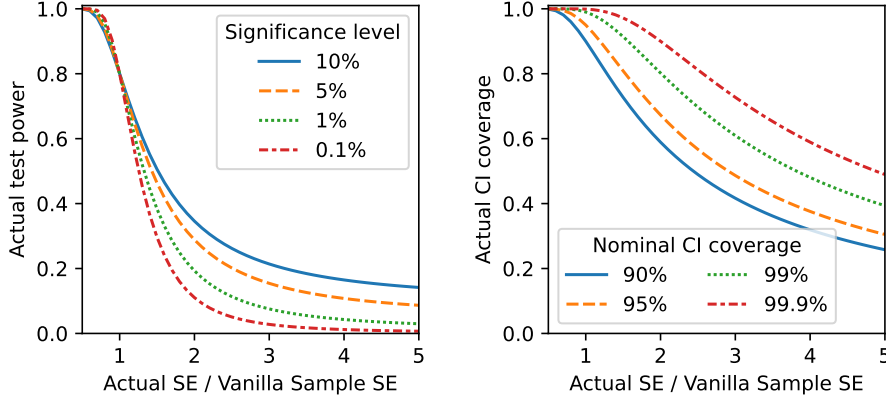 Actual test power
1.0
0.8
0.6
0.4
0.2
0.0
Significance level
10%
5%
1%
0.1%
1 2 3 4 5
Actual SE / Vanilla Sample SE
Actual CI coverage
1.0
0.8
0.6
0.4
0.2
0.0
Nominal CI coverage
90% 99%
95% 99.9%
1 2 3 4 5
Actual SE / Vanilla Sample SE